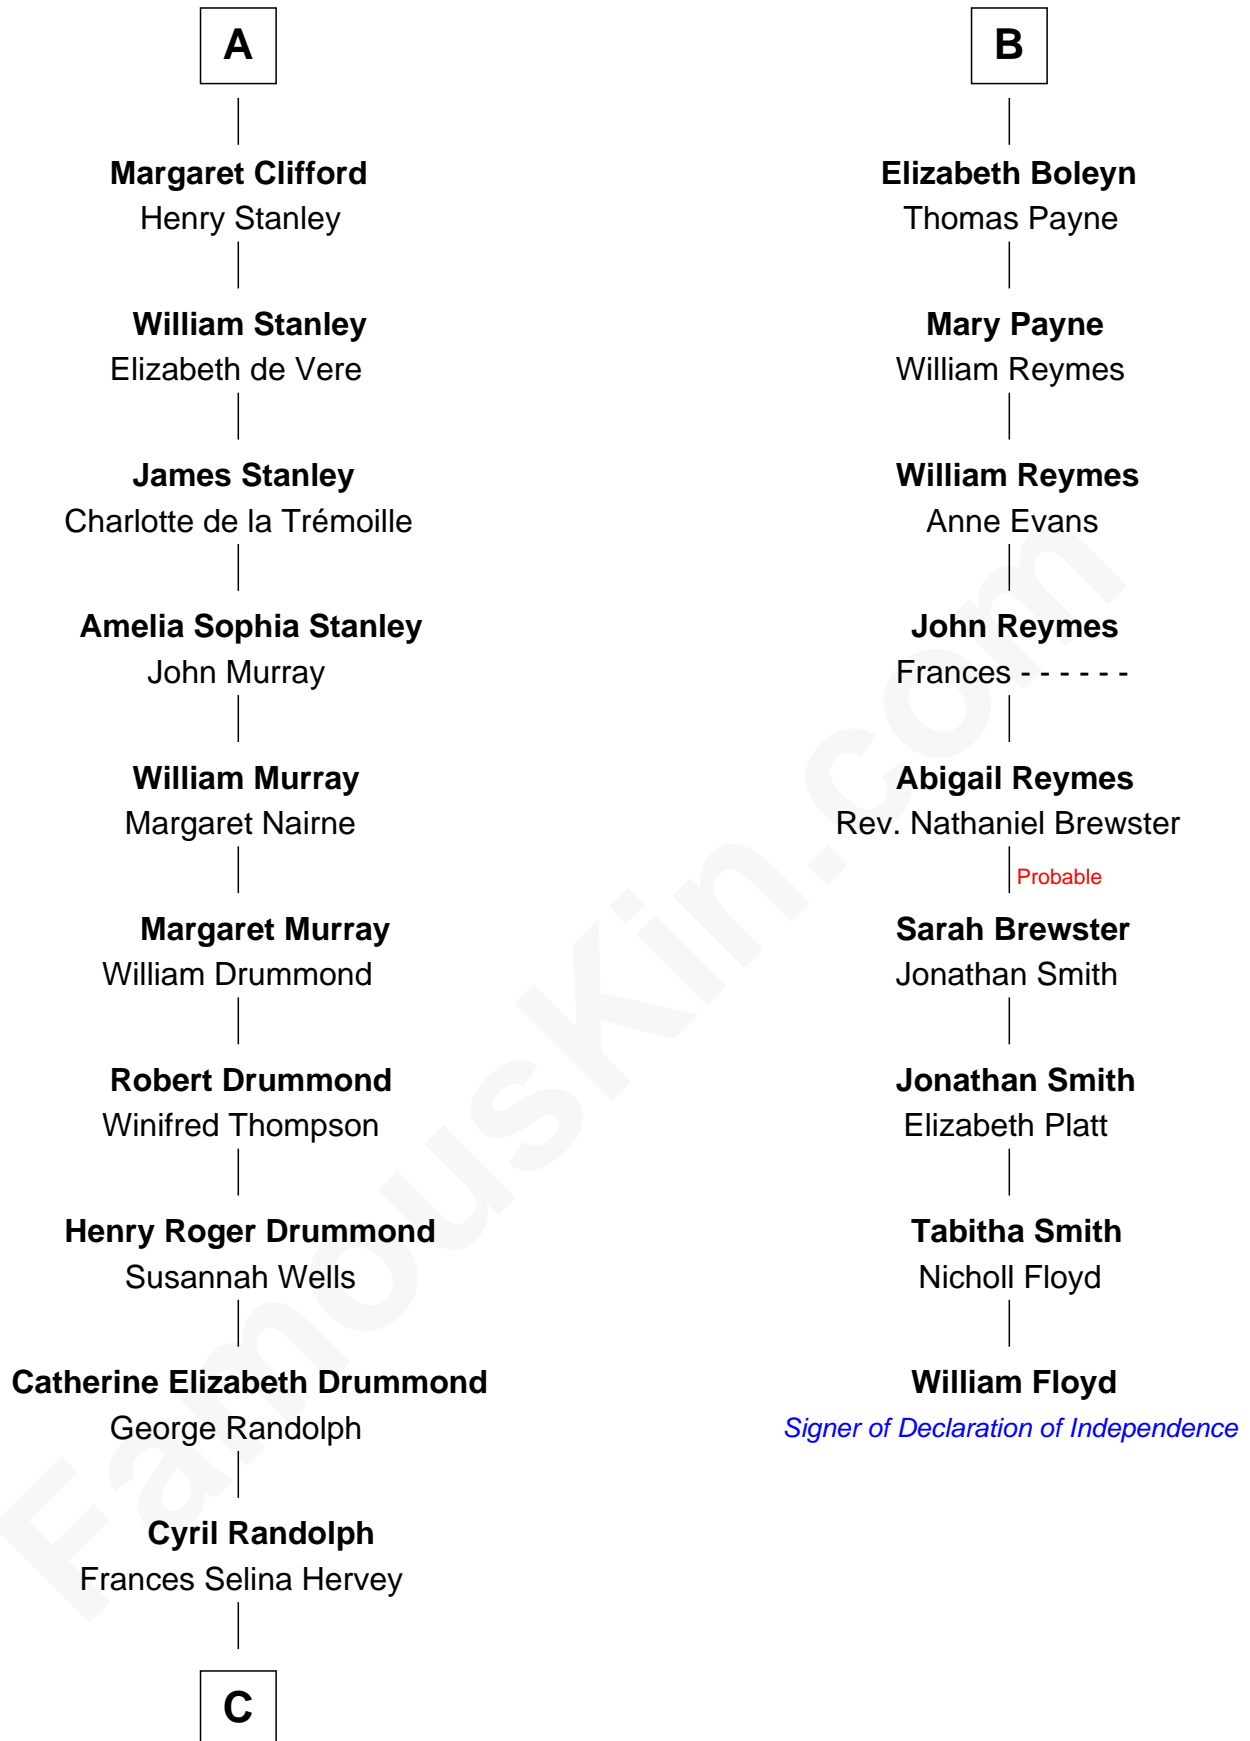 A
Margaret Clifford
Henry Stanley
William Stanley
Elizabeth de Vere
James Stanley
Charlotte de la Trémoille
Amelia Sophia Stanley
John Murray
William Murray
Margaret Nairne
Margaret Murray
William Drummond
Robert Drummond
Winifred Thompson
Henry Roger Drummond
Susannah Wells
Catherine Elizabeth Drummond
George Randolph
Cyril Randolph
Frances Selina Hervey
C
B
Elizabeth Boleyn
Thomas Payne
Mary Payne
William Reymes
William Reymes
Anne Evans
John Reymes
Frances - - - - - -
Abigail Reymes
Rev. Nathaniel Brewster
Probable
Sarah Brewster
Jonathan Smith
Jonathan Smith
Elizabeth Platt
Tabitha Smith
Nicholl Floyd
William Floyd
Signer of Declaration of Independence
FamousKin.com